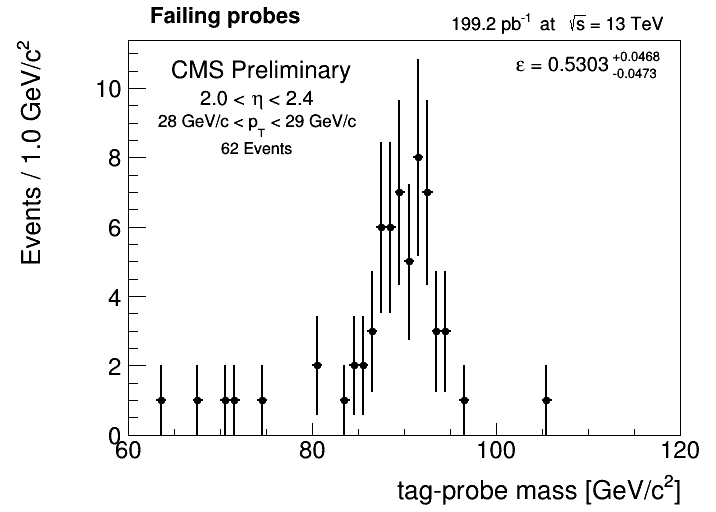 Failing probes
199.2 pb⁻¹ at √s = 13 TeV
CMS Preliminary
ε = 0.5303 +0.0468 -0.0473
2.0 < η < 2.4
28 GeV/c < p_T < 29 GeV/c
62 Events
Events / 1.0 GeV/c²
10
8
6
4
2
0
60 80 100 120
tag-probe mass [GeV/c²]